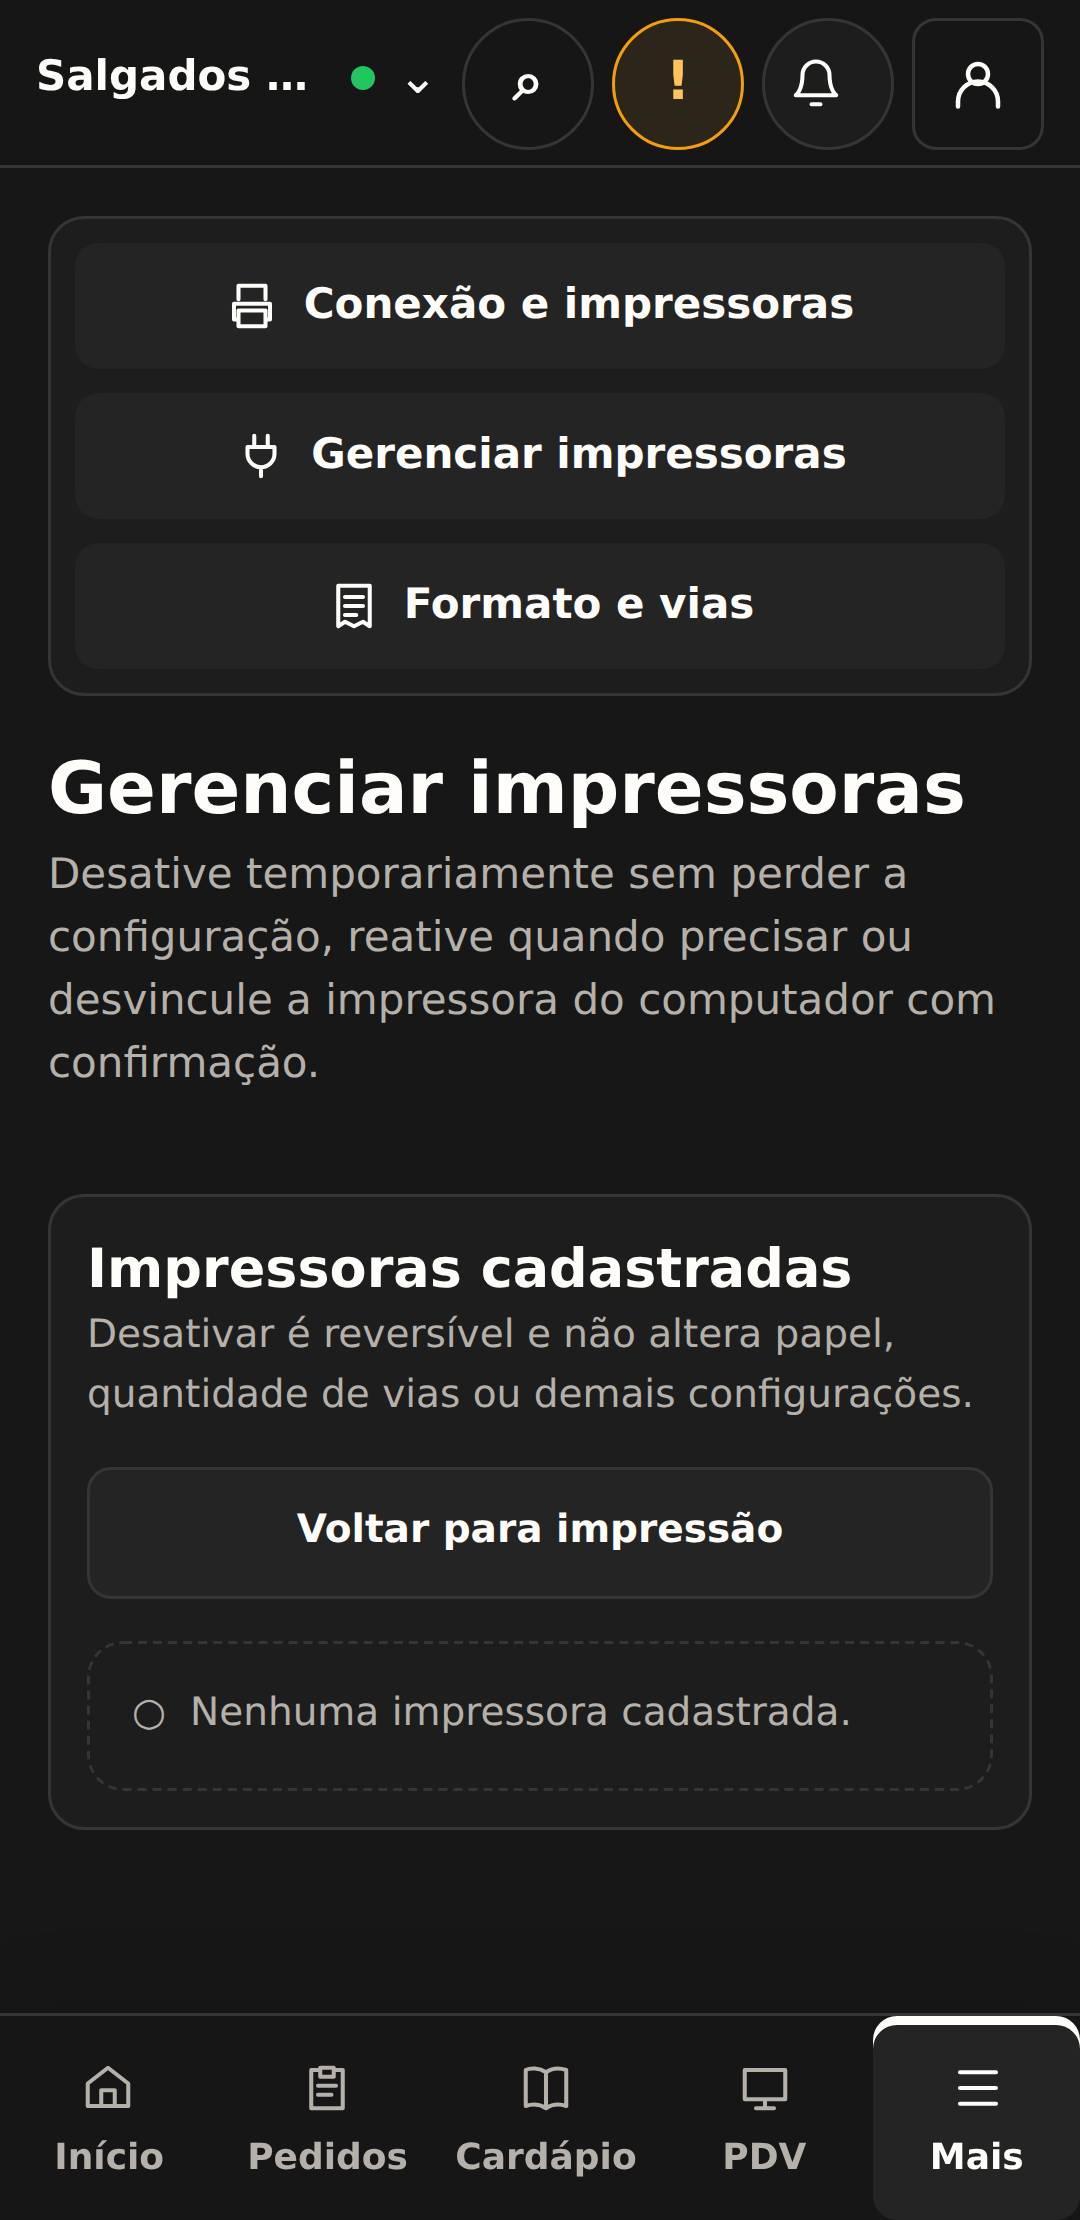 Salgados ...
!
Conexão e impressoras
Gerenciar impressoras
Formato e vias
Gerenciar impressoras
Desative temporariamente sem perder a
configuração, reative quando precisar ou
desvincule a impressora do computador com
confirmação.
Impressoras cadastradas
Desativar é reversível e não altera papel,
quantidade de vias ou demais configurações.
Voltar para impressão
Nenhuma impressora cadastrada.
Início
Pedidos
Cardápio
PDV
Mais